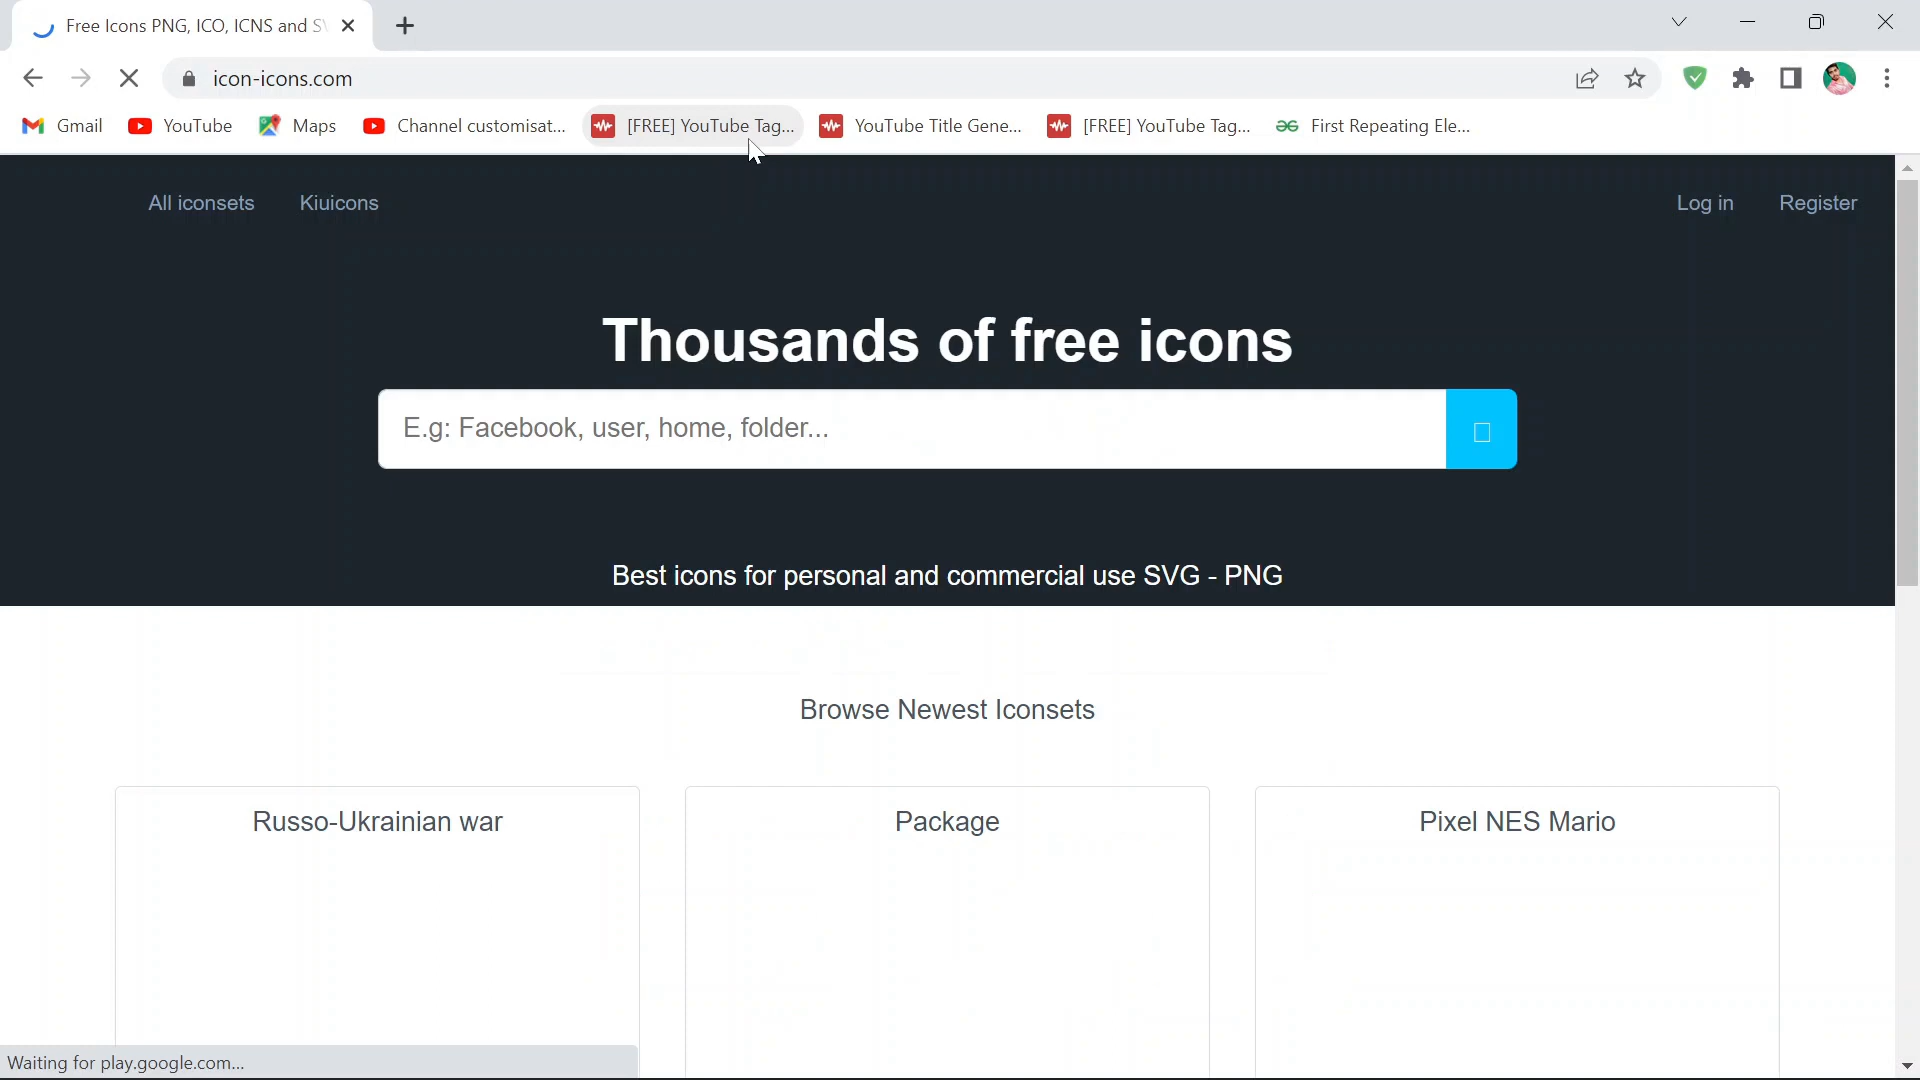 Free Icons PNG, ICO, ICNS and S
icon-icons.com
Gmail
YouTube
Maps
Channel customisat...
[FREE] YouTube Tag...
YouTube Title Gene...
[FREE] YouTube Tag...
First Repeating Ele...
All iconsets
Kiuicons
Log in
Register
Thousands of free icons
E.g: Facebook, user, home, folder...
Best icons for personal and commercial use SVG - PNG
Browse Newest Iconsets
Russo-Ukrainian war
Package
Pixel NES Mario
Waiting for play.google.com...